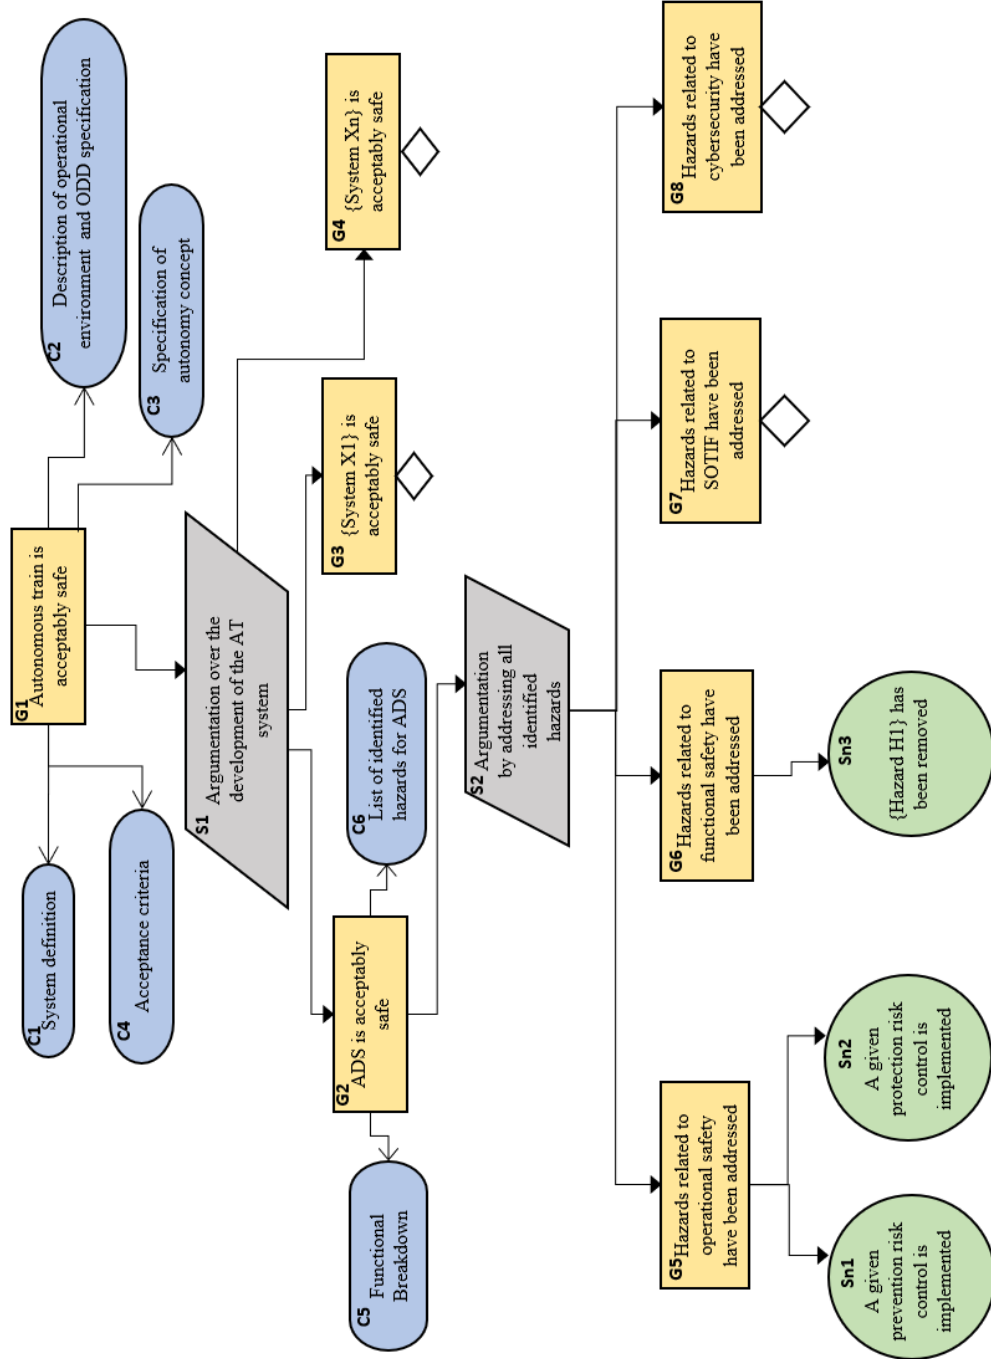 G1
Autonomous train is
acceptably safe
C1
System definition
C4
Acceptance criteria
C2
Description of operational
environment and ODD specification
C3
Specification of
autonomy concept
S1
Argumentation over the
development of the AT
system
G2
ADS is acceptably
safe
G3
{System X1} is
acceptably safe
G4
{System Xn} is
acceptably safe
C5
Functional
Breakdown
C6
List of identified
hazards for ADS
S2 Argumentation
by addressing all
identified
hazards
G5 Hazards related to
operational safety
have been addressed
G6 Hazards related to
functional safety have
been addressed
G7 Hazards related to
SOTIF have been
addressed
G8 Hazards related to
cybersecurity have
been addressed
Sn1
A given
prevention risk
control is
implemented
Sn2
A given
protection risk
control is
implemented
Sn3
{Hazard H1} has
been removed